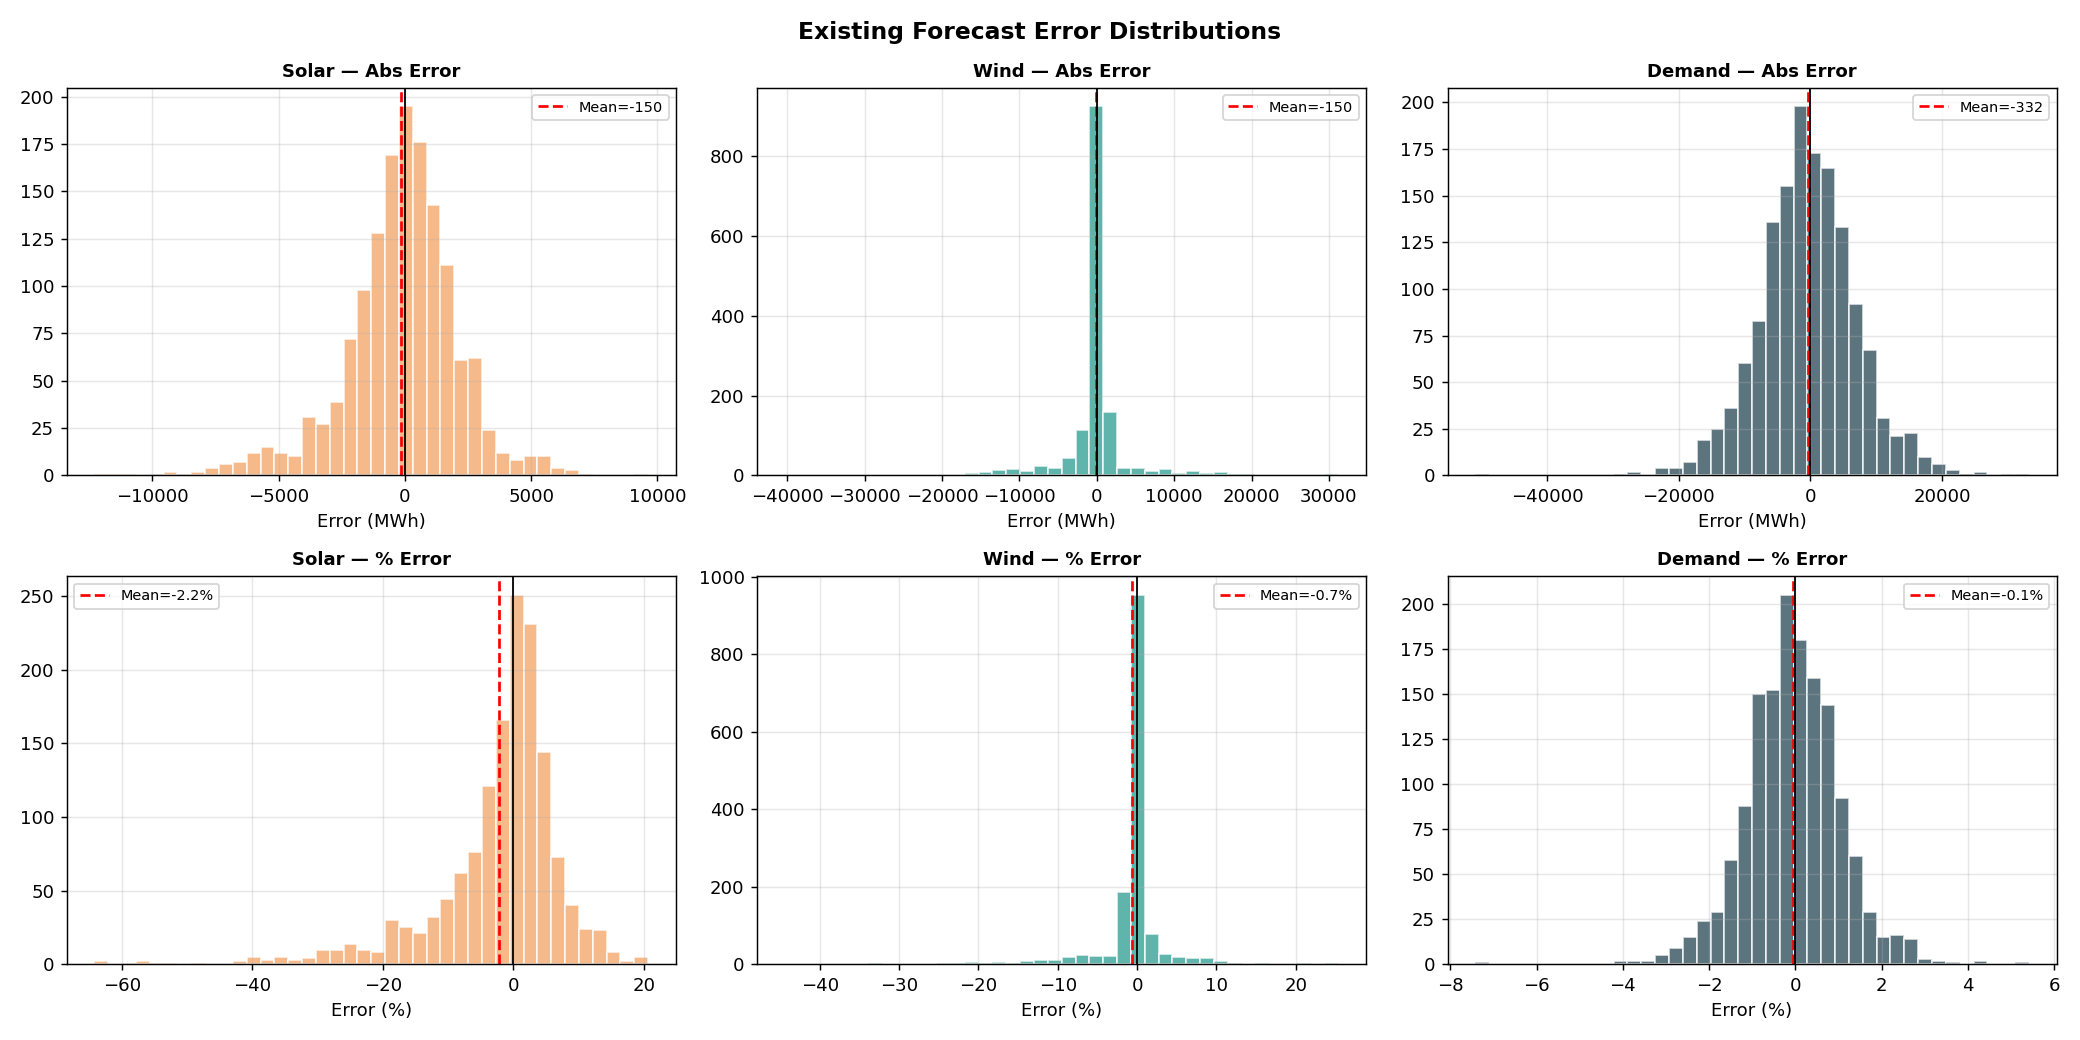 Existing Forecast Error Distributions
Solar — Abs Error
Mean=-150
200
175
150
125
100
75
50
25
0
−10000 −5000 0 5000 10000
Error (MWh)
Wind — Abs Error
Mean=-150
800
600
400
200
0
−40000 −30000 −20000 −10000 0 10000 20000 30000
Error (MWh)
Demand — Abs Error
Mean=-332
200
175
150
125
100
75
50
25
0
−40000 −20000 0 20000
Error (MWh)
Solar — % Error
Mean=-2.2%
250
200
150
100
50
0
−60 −40 −20 0 20
Error (%)
Wind — % Error
Mean=-0.7%
1000
800
600
400
200
0
−40 −30 −20 −10 0 10 20
Error (%)
Demand — % Error
Mean=-0.1%
200
175
150
125
100
75
50
25
0
−8 −6 −4 −2 0 2 4 6
Error (%)